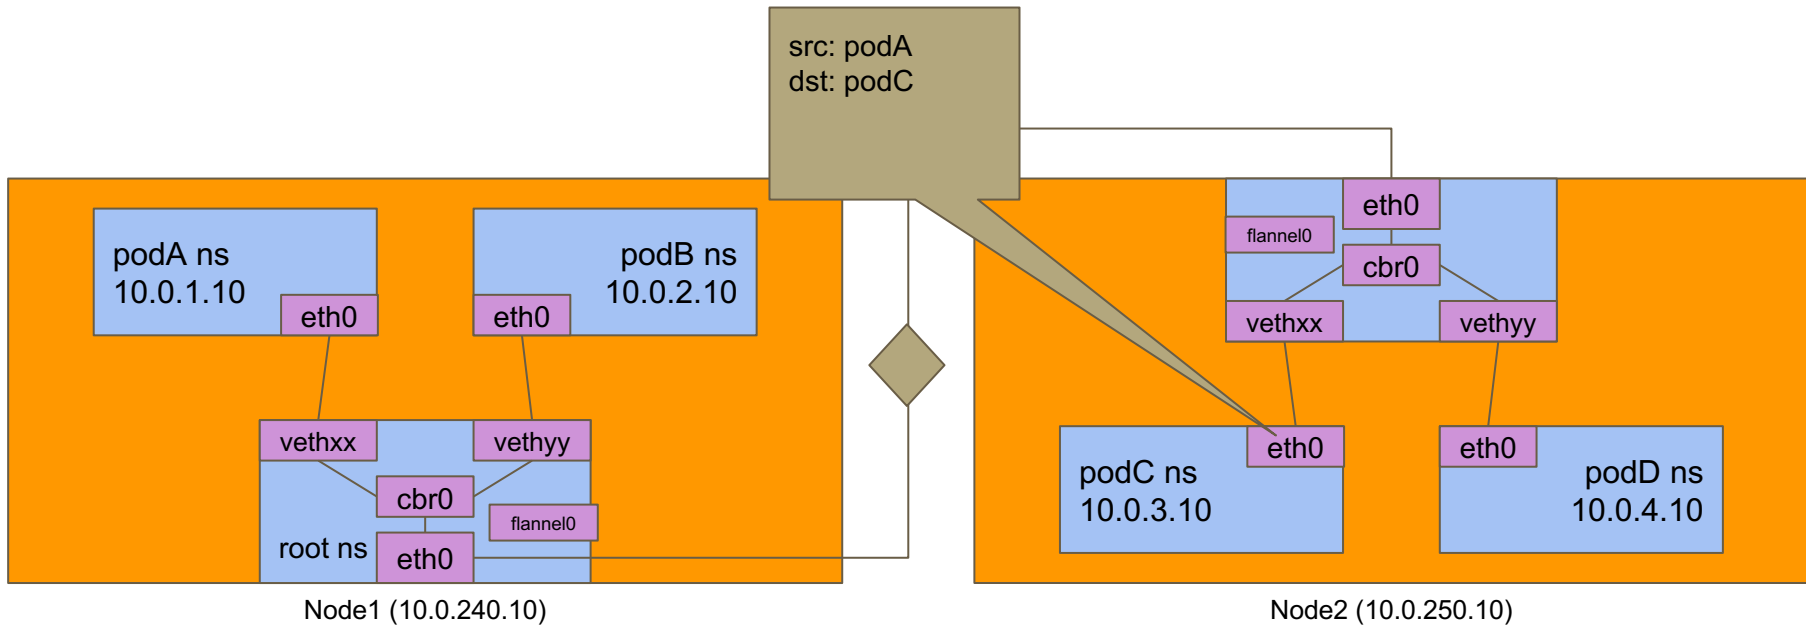 src: podA
dst: podC
podA ns
10.0.1.10
eth0
podB ns
10.0.2.10
eth0
vethxx
vethyy
cbr0
flannel0
root ns
eth0
Node1 (10.0.240.10)
eth0
flannel0
cbr0
vethxx
vethyy
eth0
podC ns
10.0.3.10
eth0
podD ns
10.0.4.10
Node2 (10.0.250.10)